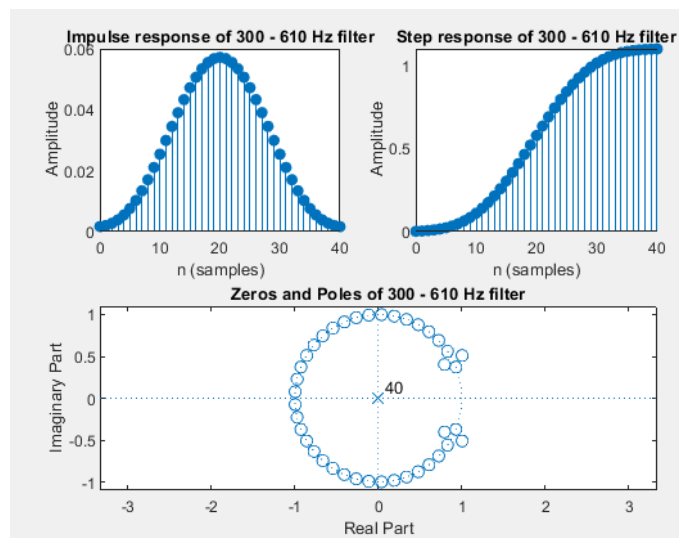 Impulse response of 300 - 610 Hz filter
0.06
0.04
0.02
0
Amplitude
0 10 20 30 40
n (samples)
Step response of 300 - 610 Hz filter
1
0.5
0
Amplitude
0 10 20 30 40
n (samples)
Zeros and Poles of 300 - 610 Hz filter
1
0.5
0
-0.5
-1
Imaginary Part
40
-3 -2 -1 0 1 2 3
Real Part